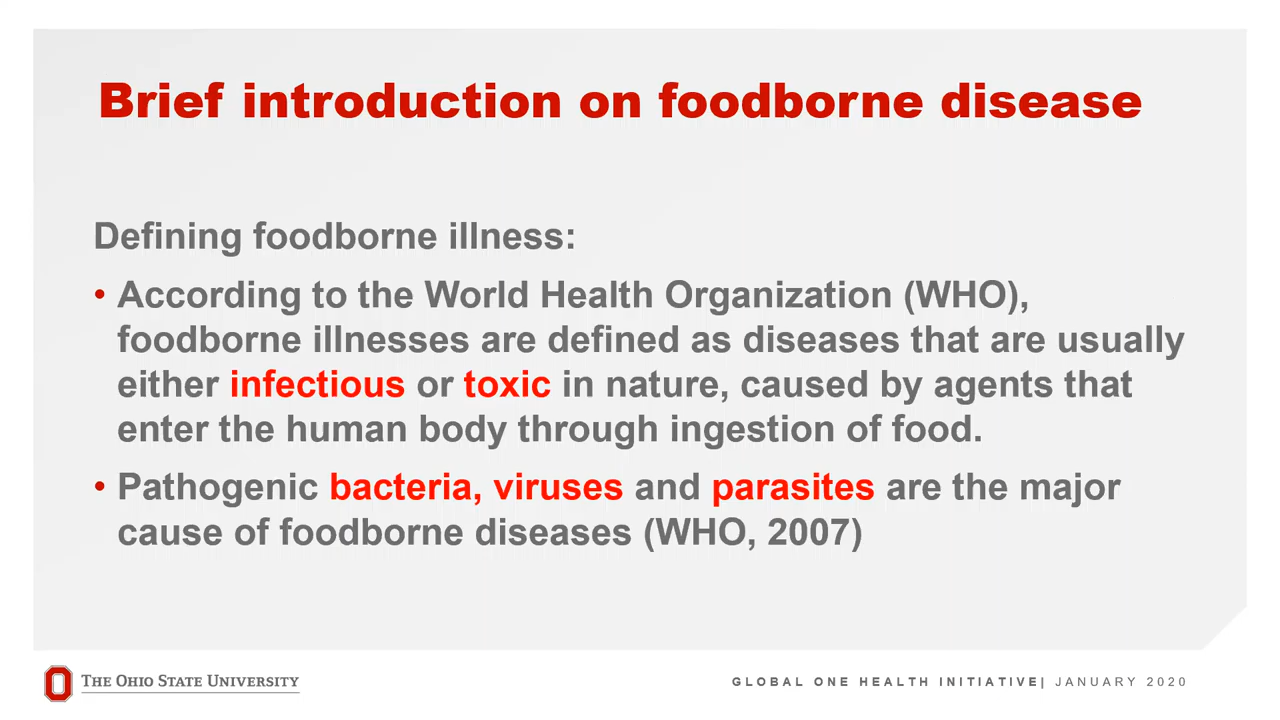 Brief introduction on foodborne disease
Defining foodborne illness:
• According to the World Health Organization (WHO),
foodborne illnesses are defined as diseases that are usually
either infectious or toxic in nature, caused by agents that
enter the human body through ingestion of food.
• Pathogenic bacteria, viruses and parasites are the major
cause of foodborne diseases (WHO, 2007)
THE OHIO STATE UNIVERSITY
GLOBAL ONE HEALTH INITIATIVE| JANUARY 2020